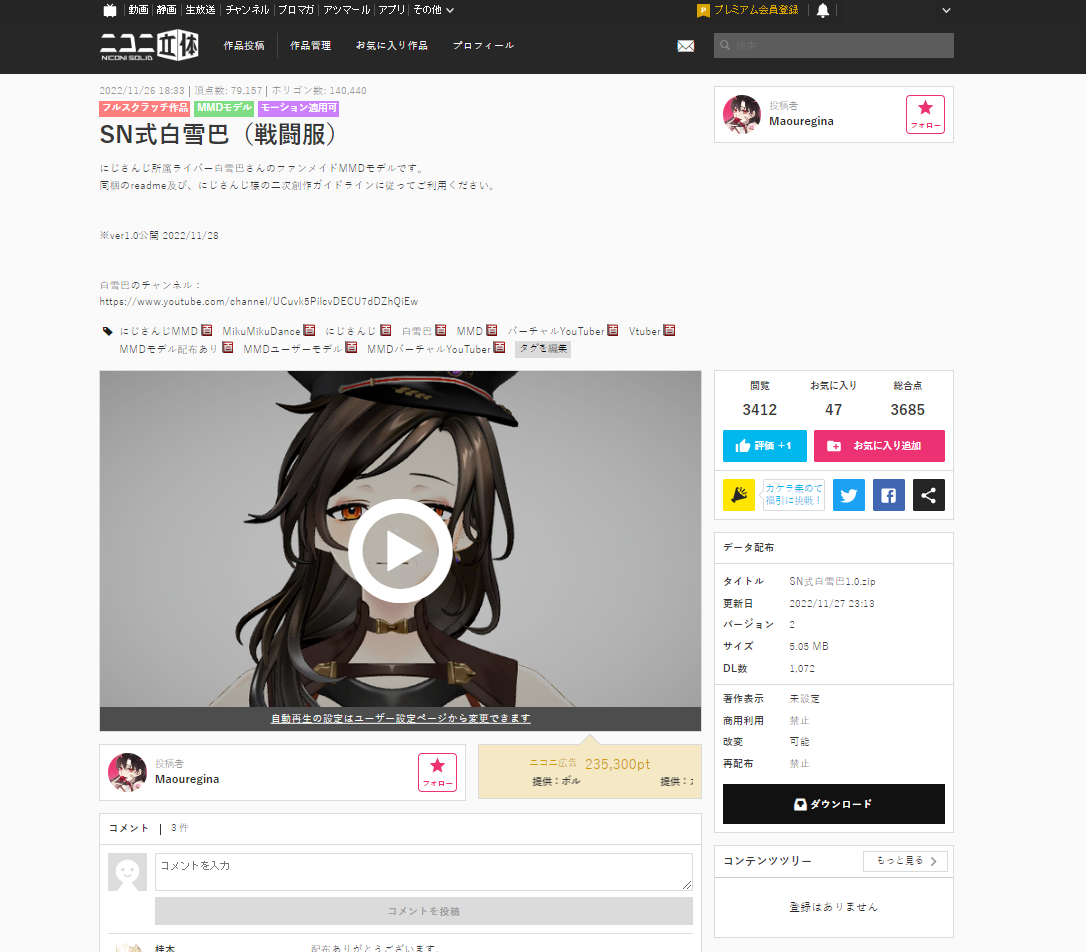 動画 静画 生放送 チャンネル ブロマガ アツマール アプリ その他
プレミアム会員登録
ニコニ立体
NICONI SOLID
作品投稿 作品管理 お気に入り作品 プロフィール
検索
2022/11/26 18:33 | 頂点数: 79,157 | ポリゴン数: 140,440
フルスクラッチ作品 MMDモデル モーション適用可
SN式白雪巴（戦闘服）
にじさんじ所属ライバー白雪巴さんのファンメイドMMDモデルです。
同梱のreadme及び、にじさんじ様の二次創作ガイドラインに従ってご利用ください。
※ver1.0公開 2022/11/28
白雪巴のチャンネル：
https://www.youtube.com/channel/UCuvk5PilcvDECU7dDZhQiEw
にじさんじMMD 百 MikuMikuDance 百 にじさんじ 百 白雪巴 百 MMD 百 バーチャルYouTuber 百 Vtuber 百
MMDモデル配布あり 百 MMDユーザーモデル 百 MMDバーチャルYouTuber 百 タグを編集
投稿者
Maouregina
フォロー
自動再生の設定はユーザー設定ページから変更できます
投稿者
Maouregina
フォロー
ニコニ広告 235,300pt
提供：ボル 提供：
コメント | 3 件
コメントを入力
コメントを投稿
桂木 配布ありがとうございます。
閲覧 お気に入り 総合点
3412 47 3685
評価 +1 お気に入り追加
カケラ集めて
福引に挑戦！
データ配布
タイトル SN式白雪巴1.0.zip
更新日 2022/11/27 23:13
バージョン 2
サイズ 5.05 MB
DL数 1,072
著作表示 未設定
商用利用 禁止
改変 可能
再配布 禁止
ダウンロード
コンテンツツリー もっと見る
登録はありません